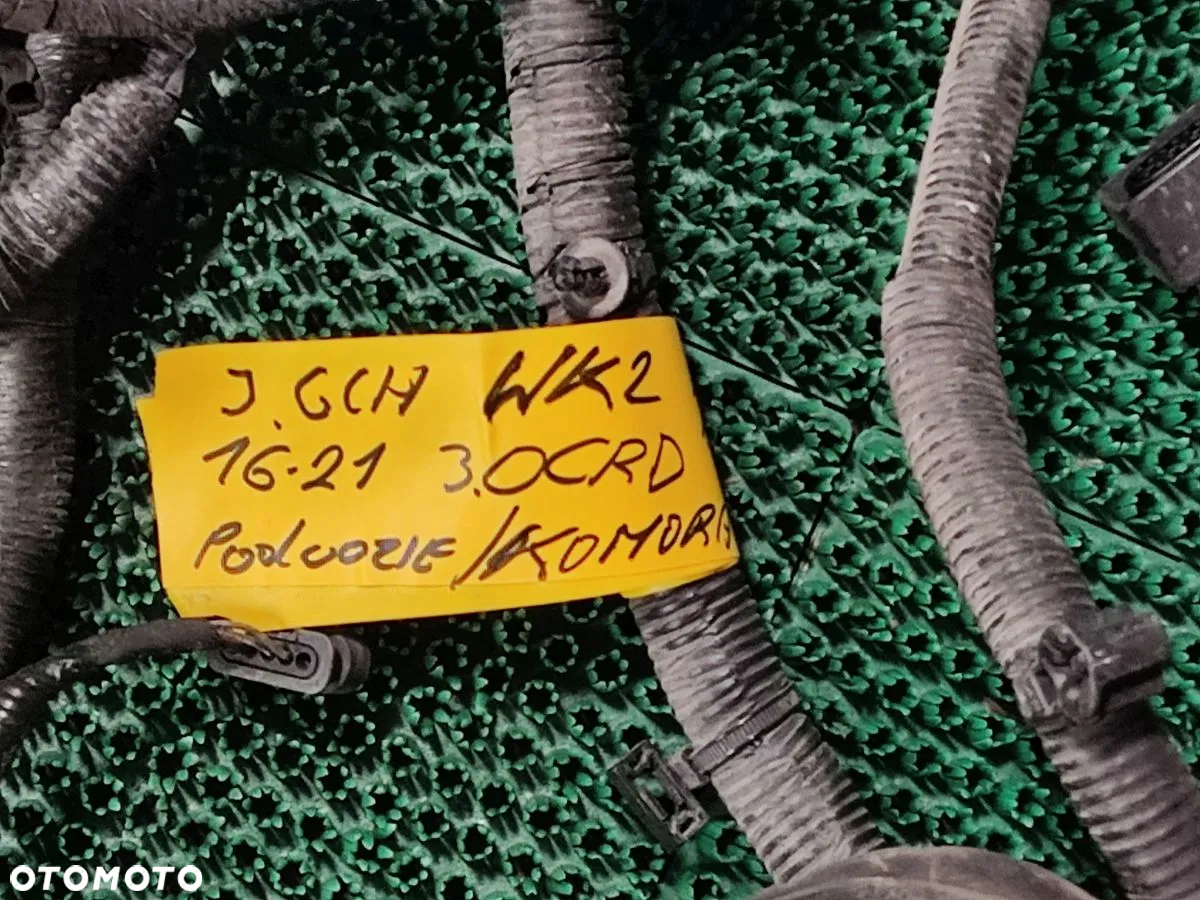 J. GCH WK2
16-21 3.0CRD
PODWOZIE/KOMORA
OTOMOTO